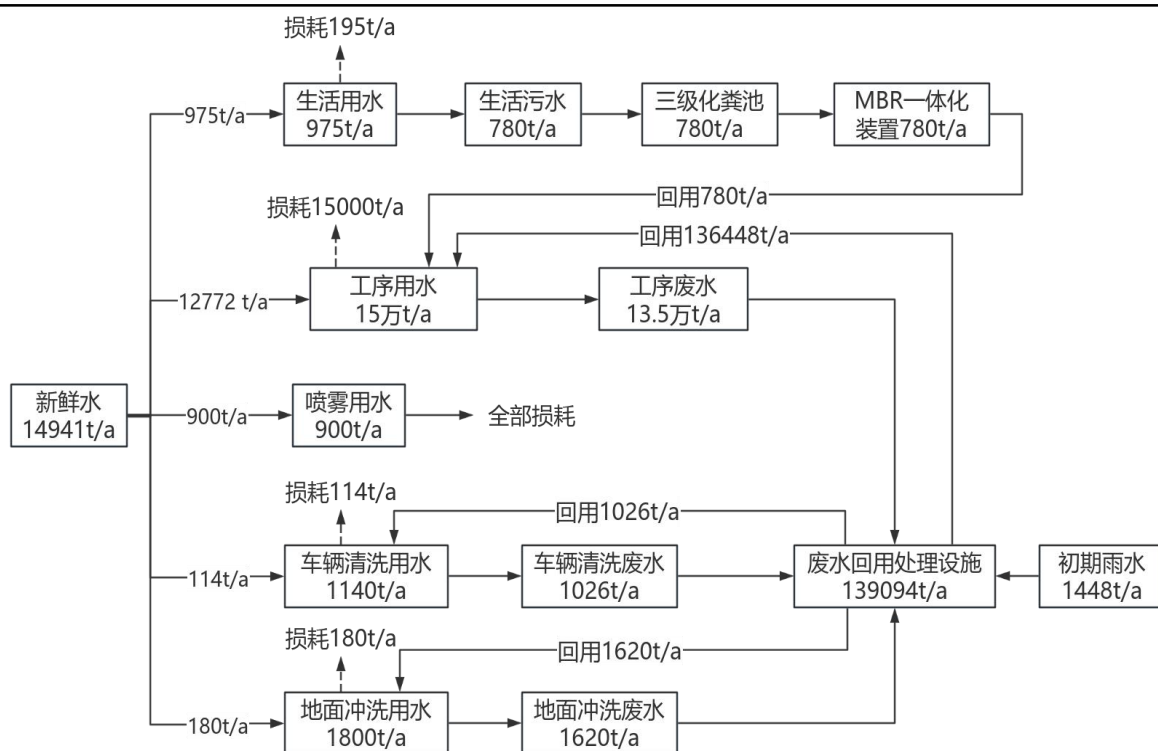 损耗195t/a
975t/a
生活用水
975t/a
生活污水
780t/a
三级化粪池
780t/a
MBR一体化
装置780t/a
回用780t/a
损耗15000t/a
回用136448t/a
12772 t/a
工序用水
15万t/a
工序废水
13.5万t/a
新鲜水
14941t/a
900t/a
喷雾用水
900t/a
全部损耗
损耗114t/a
回用1026t/a
114t/a
车辆清洗用水
1140t/a
车辆清洗废水
1026t/a
废水回用处理设施
139094t/a
初期雨水
1448t/a
损耗180t/a
回用1620t/a
180t/a
地面冲洗用水
1800t/a
地面冲洗废水
1620t/a